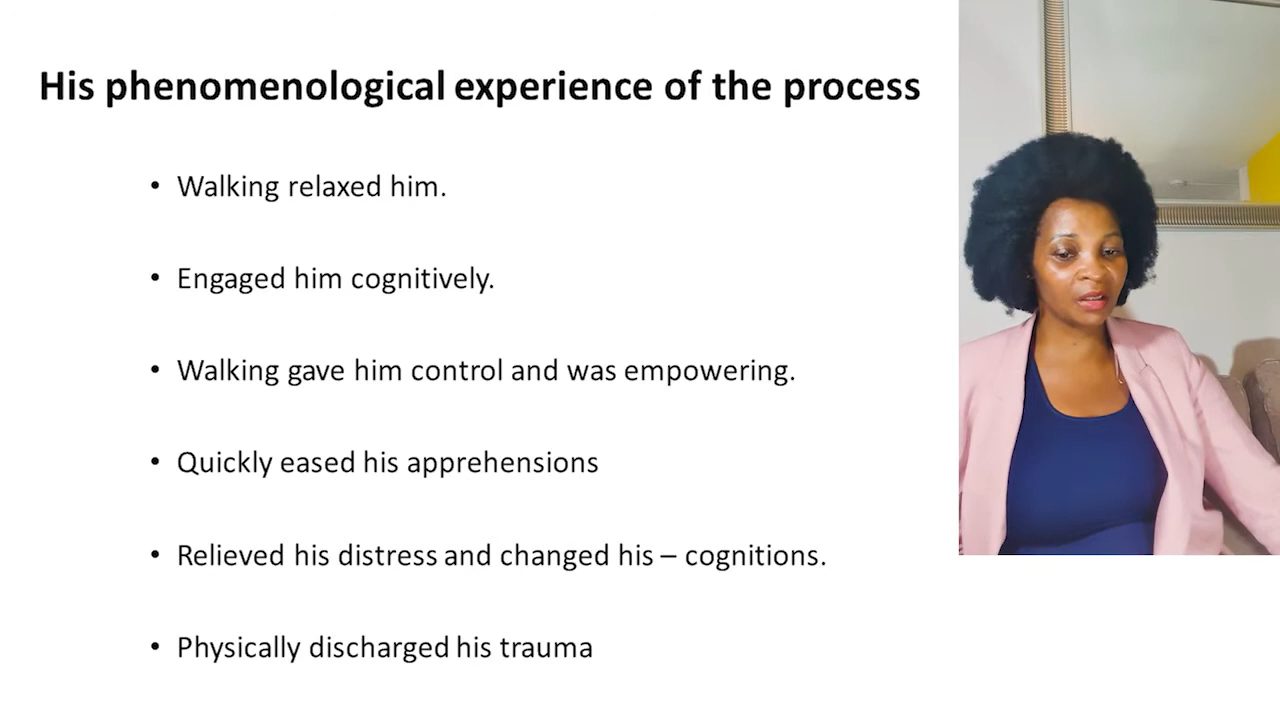 His phenomenological experience of the process
• Walking relaxed him.
• Engaged him cognitively.
• Walking gave him control and was empowering.
• Quickly eased his apprehensions
• Relieved his distress and changed his – cognitions.
• Physically discharged his trauma